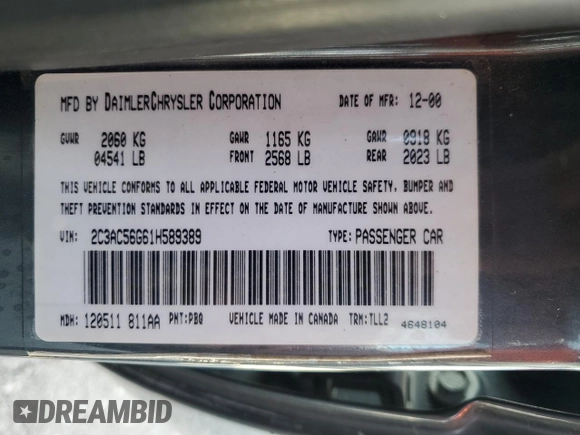 MFD BY DAIMLERCHRYSLER CORPORATION DATE OF MFR: 12-00
GVWR 2060 KG GAWR 1165 KG GAWR 0918 KG
04541 LB FRONT 2568 LB REAR 2023 LB
THIS VEHICLE CONFORMS TO ALL APPLICABLE FEDERAL MOTOR VEHICLE SAFETY, BUMPER AND
THEFT PREVENTION STANDARDS IN EFFECT ON THE DATE OF MANUFACTURE SHOWN ABOVE.
VIN: 2C3AC56G61H589389 TYPE: PASSENGER CAR
MDH: 120511 811AA PNT:PBQ VEHICLE MADE IN CANADA TRM:TLL2 4648104
DREAMBID